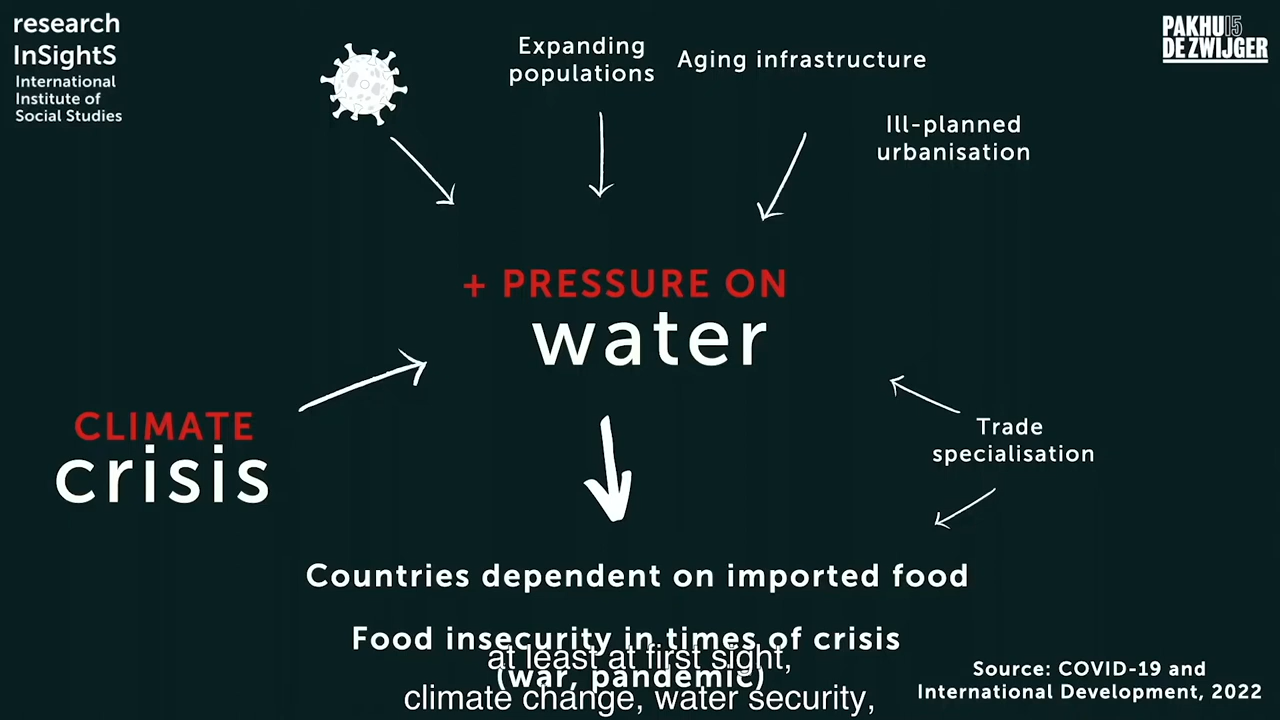 research
InSightS
International
Institute of
Social Studies
PAKHU15
DE ZWIJGER
Expanding
populations
Aging infrastructure
Ill-planned
urbanisation
+ PRESSURE ON
water
CLIMATE
crisis
Trade
specialisation
Countries dependent on imported food
Food insecurity in times of crisis
(war, pandemic)
at least at first sight,
climate change, water security,
Source: COVID-19 and
International Development, 2022